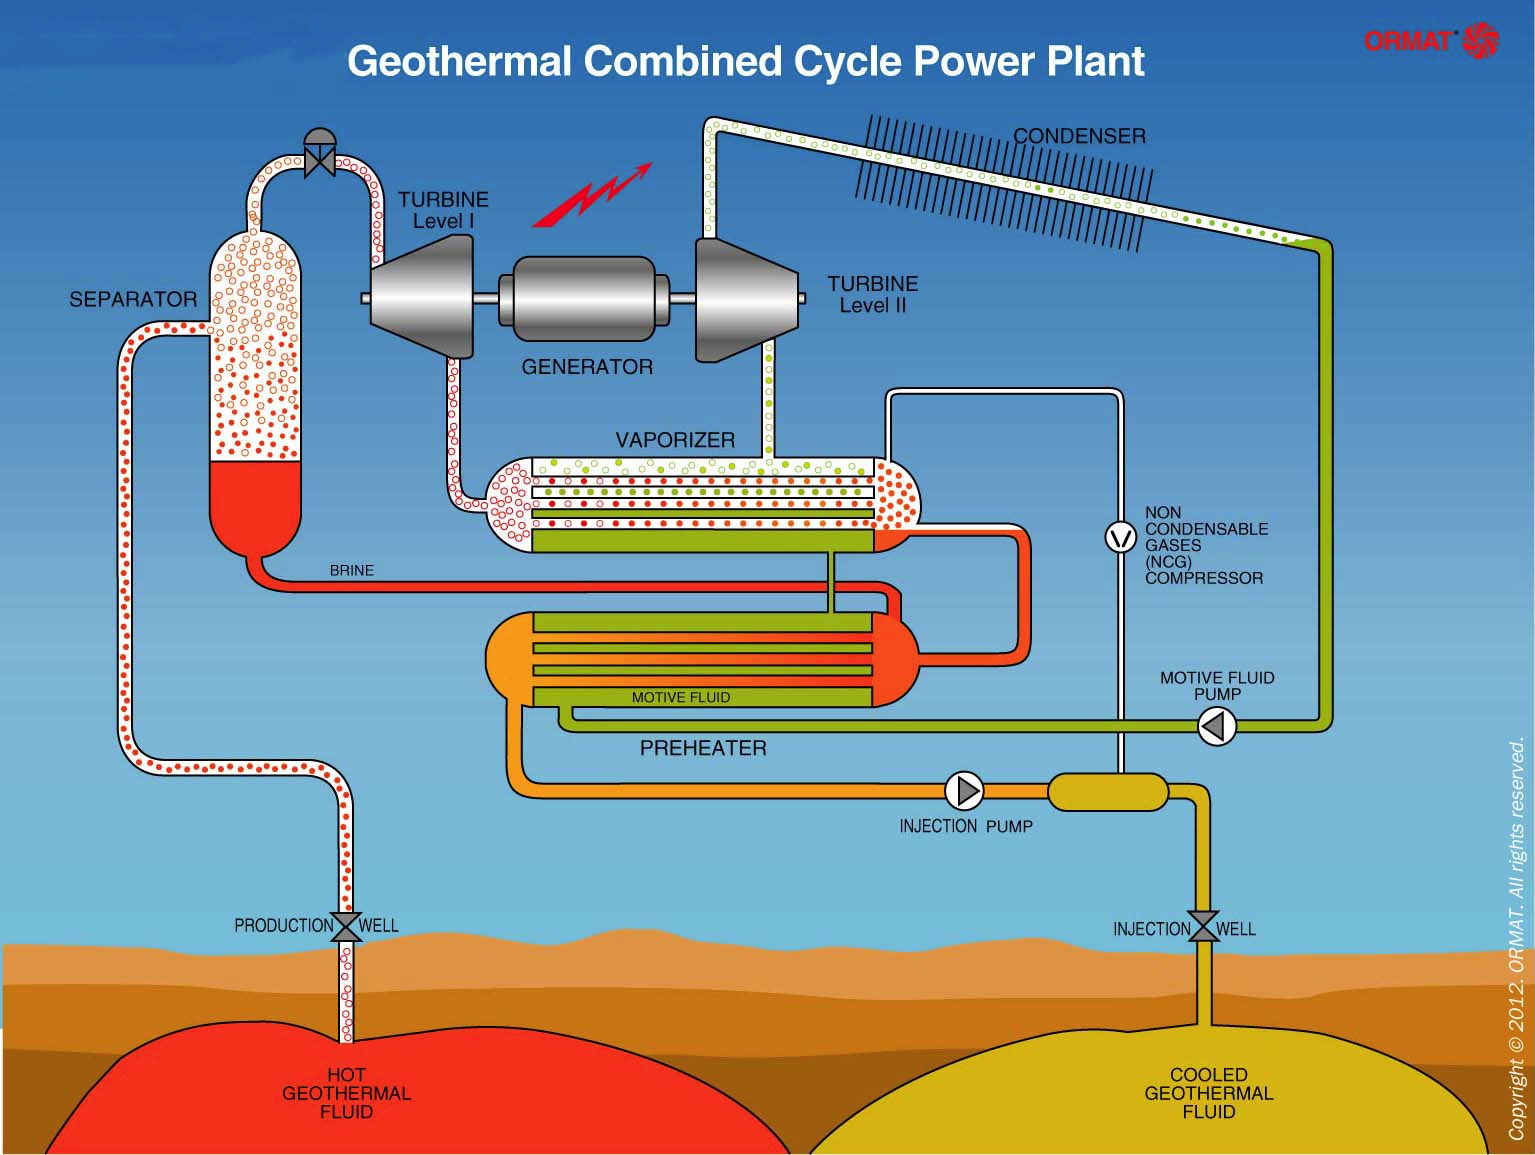 Geothermal Combined Cycle Power Plant
ORMAT
CONDENSER
TURBINE
Level I
TURBINE
Level II
SEPARATOR
GENERATOR
VAPORIZER
NON
CONDENSABLE
GASES
(NCG)
COMPRESSOR
BRINE
MOTIVE FLUID
PUMP
MOTIVE FLUID
PREHEATER
INJECTION PUMP
PRODUCTION WELL
INJECTION WELL
HOT
GEOTHERMAL
FLUID
COOLED
GEOTHERMAL
FLUID
Copyright © 2012. ORMAT. All rights reserved.